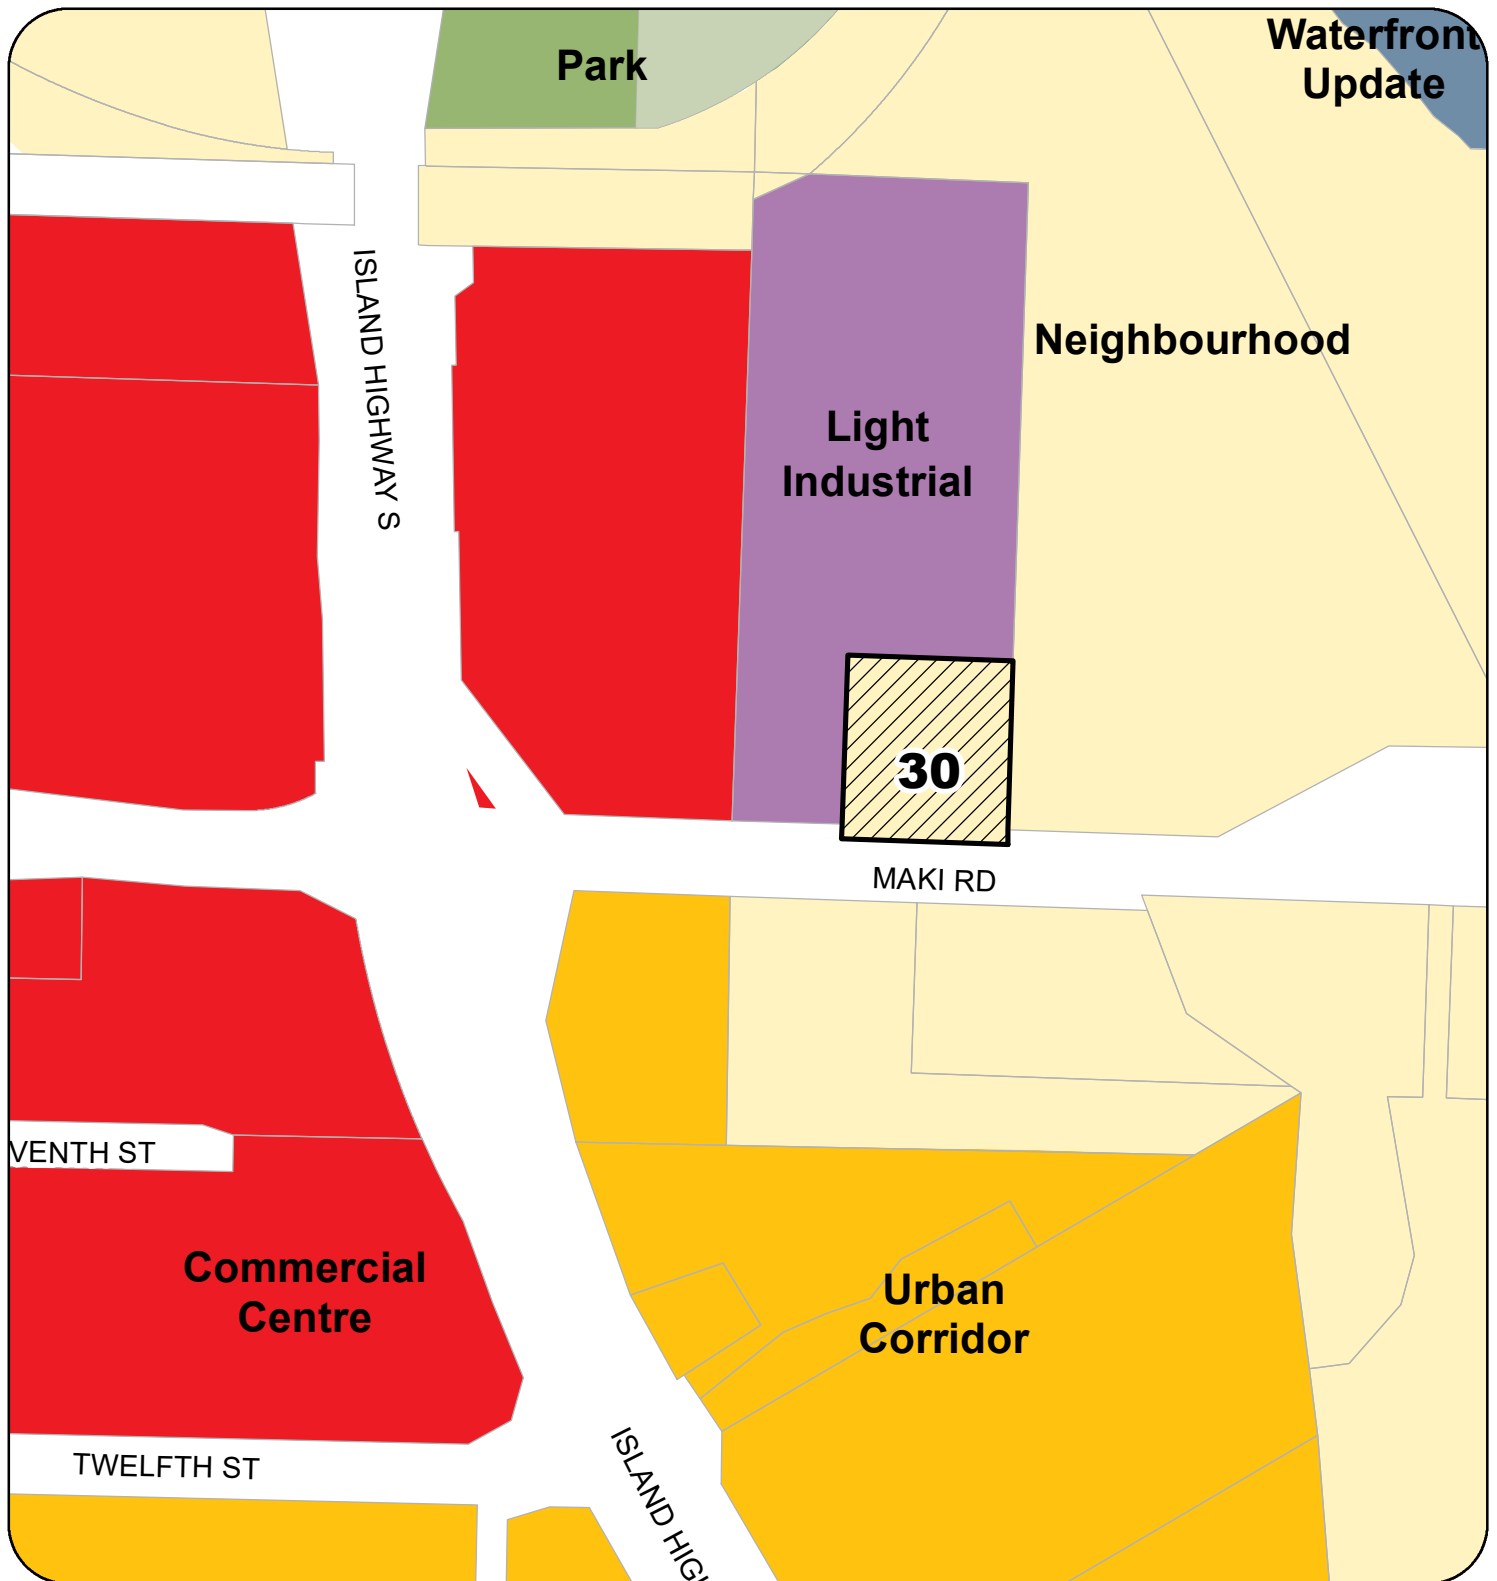 Waterfront
Update
Park
ISLAND HIGHWAY S
Neighbourhood
Light
Industrial
30
MAKI RD
VENTH ST
Commercial
Centre
Urban
Corridor
TWELFTH ST
ISLAND HIGH